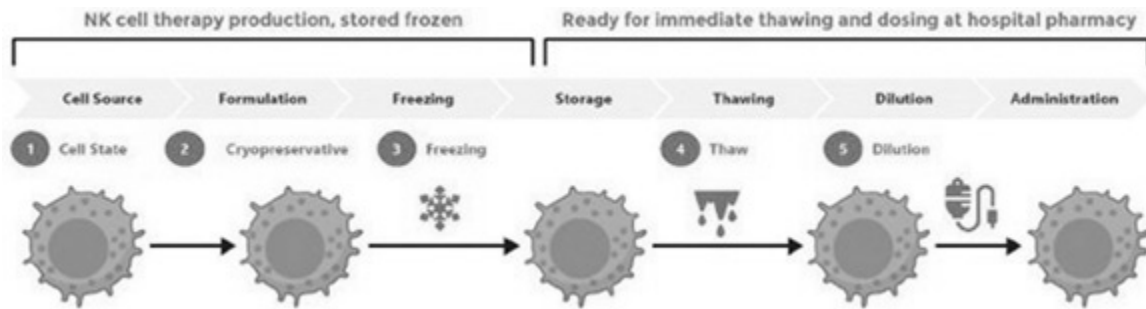 NK cell therapy production, stored frozen
Ready for immediate thawing and dosing at hospital pharmacy
Cell Source
Formulation
Freezing
Storage
Thawing
Dilution
Administration
1 Cell State
2 Cryopreservative
3 Freezing
4 Thaw
5 Dilution